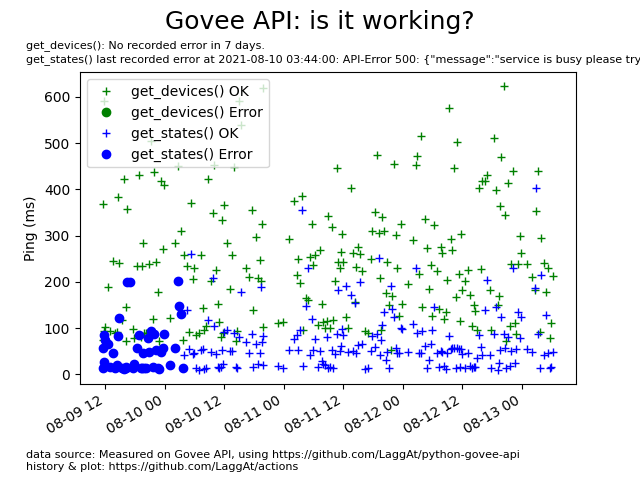 Govee API: is it working?
get_devices(): No recorded error in 7 days.
get_states() last recorded error at 2021-08-10 03:44:00: API-Error 500: {"message":"service is busy please try
get_devices() OK
get_devices() Error
get_states() OK
get_states() Error
Ping (ms)
600
500
400
300
200
100
0
08-09 12
08-10 00
08-10 12
08-11 00
08-11 12
08-12 00
08-12 12
08-13 00
data source: Measured on Govee API, using https://github.com/LaggAt/python-govee-api
history & plot: https://github.com/LaggAt/actions